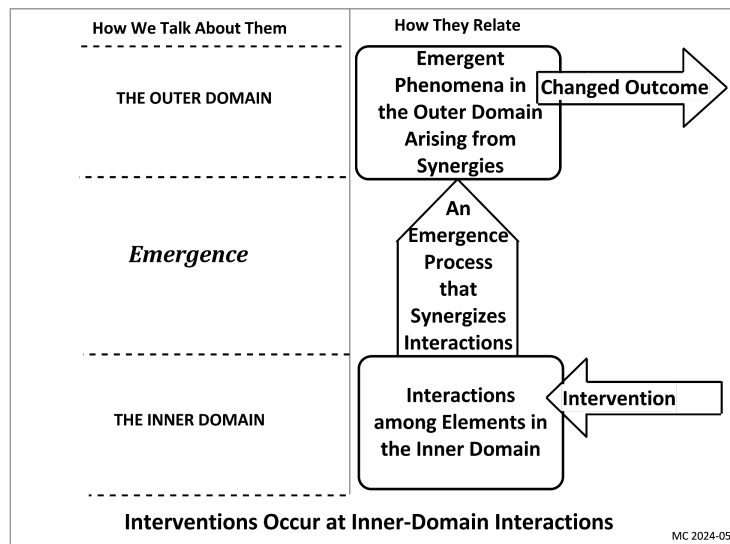 How We Talk About Them
How They Relate
THE OUTER DOMAIN
Emergent
Phenomena in
the Outer Domain
Arising from
Synergies
Changed Outcome
Emergence
An
Emergence
Process
that
Synergizes
Interactions
THE INNER DOMAIN
Interactions
among Elements in
the Inner Domain
Intervention
Interventions Occur at Inner-Domain Interactions
MC 2024-05